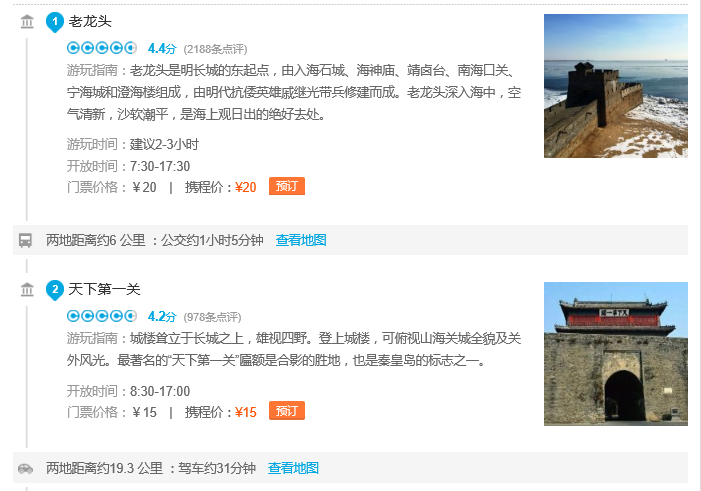 1 老龙头
4.4分 (2188条点评)
游玩指南：老龙头是明长城的东起点，由入海石城、海神庙、靖卤台、南海口关、
宁海城和澄海楼组成，由明代抗倭英雄戚继光带兵修建而成。老龙头深入海中，空
气清新，沙软潮平，是海上观日出的绝好去处。
游玩时间：建议2-3小时
开放时间：7:30-17:30
门票价格：￥20 | 携程价：¥20 预订
两地距离约6 公里 ：公交约1小时5分钟 查看地图
2 天下第一关
4.2分 (978条点评)
游玩指南：城楼耸立于长城之上，雄视四野。登上城楼，可俯视山海关城全貌及关
外风光。最著名的“天下第一关”匾额是合影的胜地，也是秦皇岛的标志之一。
开放时间：8:30-17:00
门票价格：￥15 | 携程价：¥15 预订
两地距离约19.3 公里 ：驾车约31分钟 查看地图